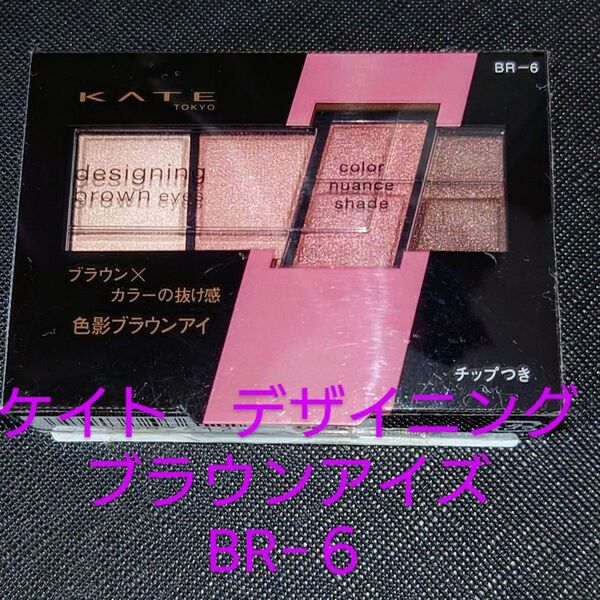 BR-6
KATE
TOKYO
designing
brown eyes
color
nuance
shade
ブラウン×
カラーの抜け感
色影ブラウンアイ
チップつき
ケイト デザイニング
ブラウンアイズ
BR-6